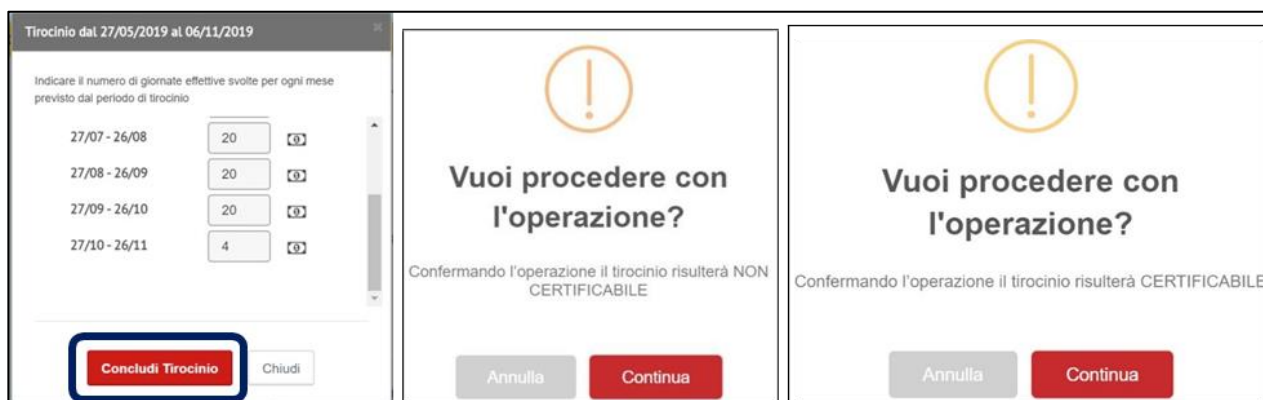 Tirocinio dal 27/05/2019 al 06/11/2019
Indicare il numero di giornate effettive svolte per ogni mese
previsto dal periodo di tirocinio
27/07 - 26/08 20
27/08 - 26/09 20
27/09 - 26/10 20
27/10 - 26/11 4
Concludi Tirocinio Chiudi
Vuoi procedere con
l'operazione?
Confermando l'operazione il tirocinio risulterà NON
CERTIFICABILE
Annulla Continua
Vuoi procedere con
l'operazione?
Confermando l'operazione il tirocinio risulterà CERTIFICABILE
Annulla Continua